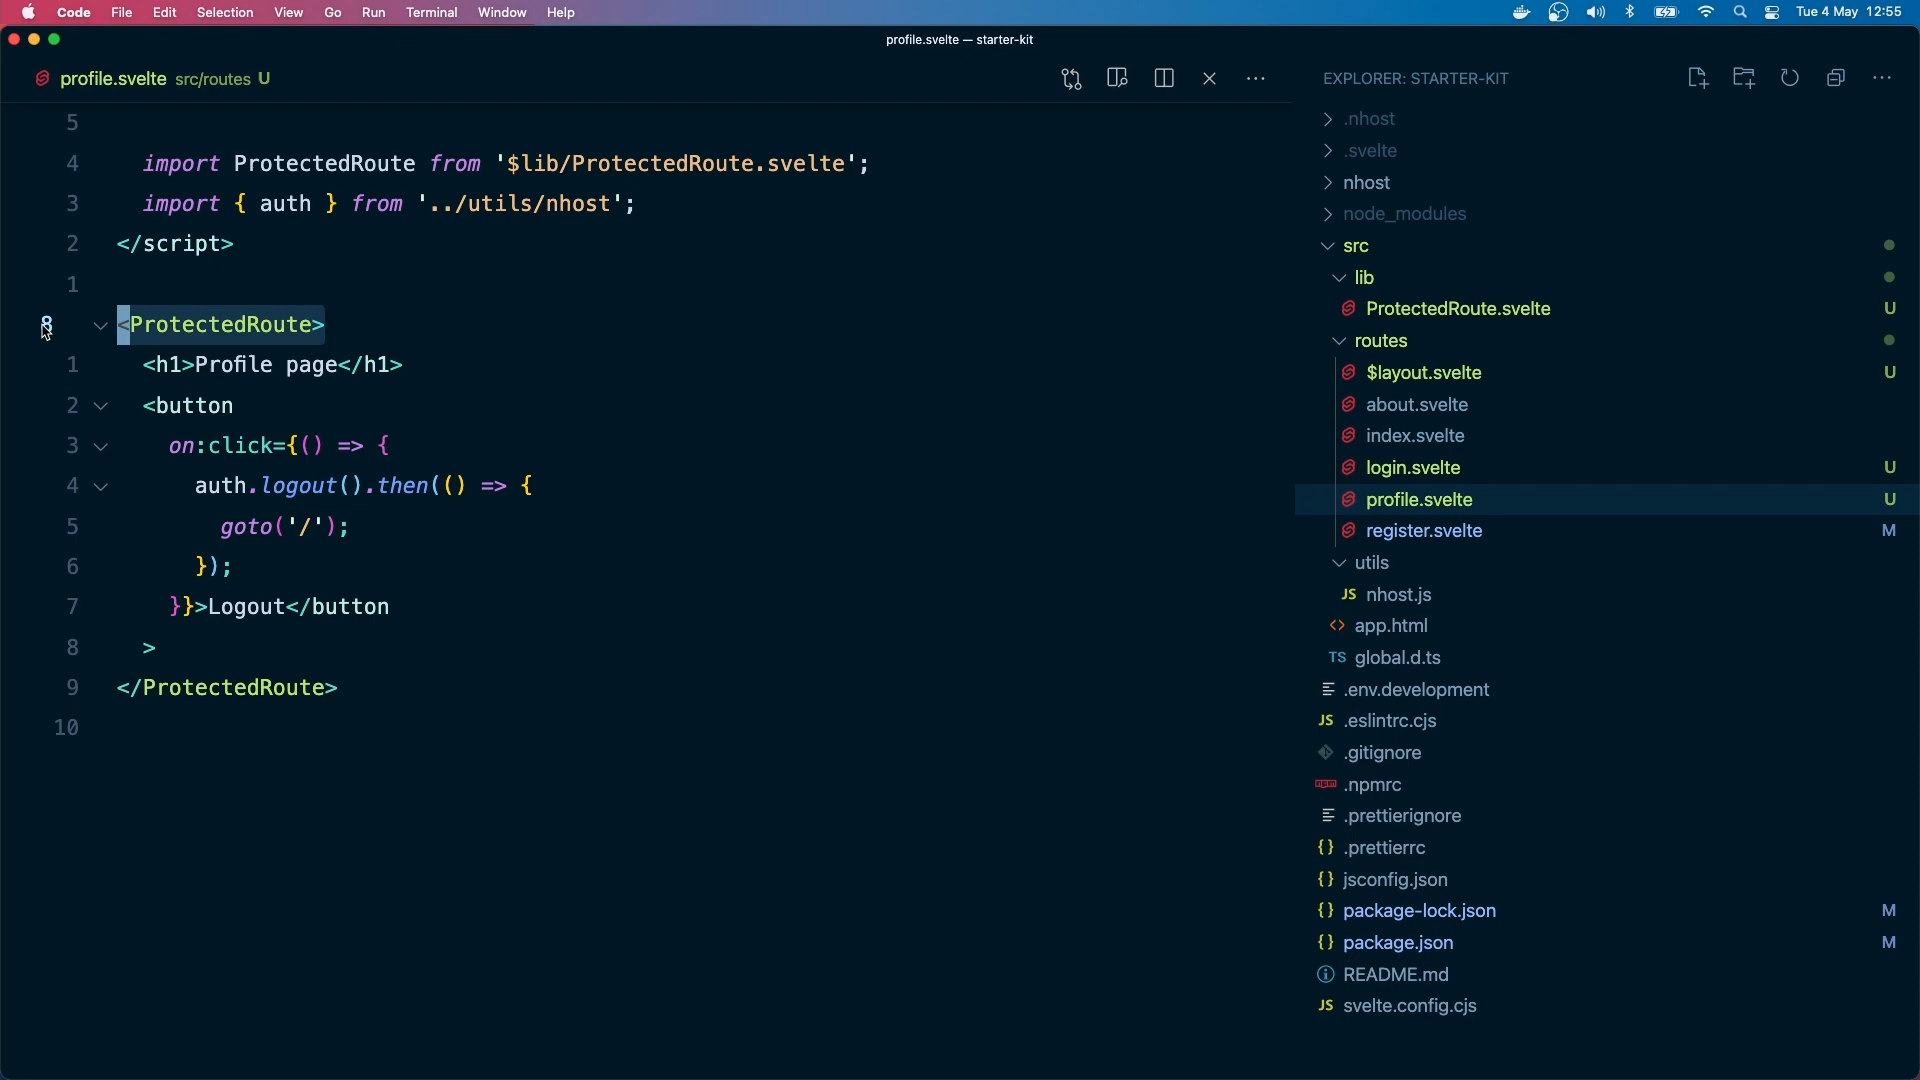 Code File Edit Selection View Go Run Terminal Window Help Tue 4 May 12:55
profile.svelte — starter-kit
profile.svelte src/routes U
5
4 import ProtectedRoute from '$lib/ProtectedRoute.svelte';
3 import { auth } from '../utils/nhost';
2 </script>
1
8 <ProtectedRoute>
1 <h1>Profile page</h1>
2 <button
3 on:click={() => {
4 auth.logout().then(() => {
5 goto('/');
6 });
7 }}>Logout</button
8 >
9 </ProtectedRoute>
10
EXPLORER: STARTER-KIT
.nhost
.svelte
nhost
node_modules
src
lib
ProtectedRoute.svelte U
routes
$layout.svelte U
about.svelte
index.svelte
login.svelte U
profile.svelte U
register.svelte M
utils
JS nhost.js
<> app.html
TS global.d.ts
.env.development
JS .eslintrc.cjs
.gitignore
.npmrc
.prettierignore
{} .prettierrc
{} jsconfig.json
{} package-lock.json M
{} package.json M
README.md
JS svelte.config.cjs